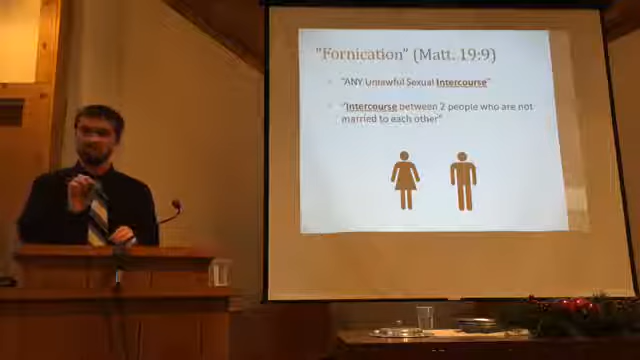 "Fornication" (Matt. 19:9)
"ANY Unlawful Sexual Intercourse"
"Intercourse between 2 people who are not
married to each other"